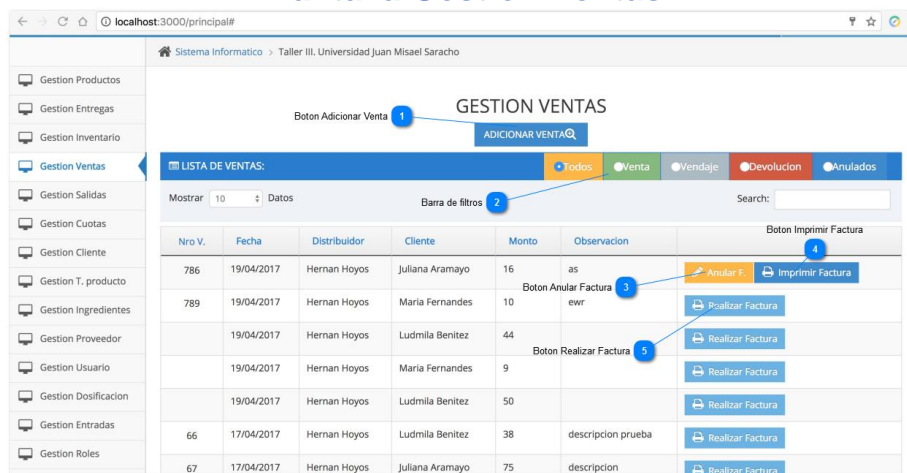 localhost:3000/principal#
Sistema Informatico > Taller III. Universidad Juan Misael Saracho
Gestion Productos
Gestion Entregas
Gestion Inventario
Gestion Ventas
Gestion Salidas
Gestion Cuotas
Gestion Cliente
Gestion T. producto
Gestion Ingredientes
Gestion Proveedor
Gestion Usuario
Gestion Dosificacion
Gestion Entradas
Gestion Roles
GESTION VENTAS
Boton Adicionar Venta 1
ADICIONAR VENTA
LISTA DE VENTAS: Todos Venta Vendaje Devolucion Anulados
Mostrar 10 Datos Barra de filtros 2 Search:
Boton Imprimir Factura 4
Nro V. Fecha Distribuidor Cliente Monto Observacion
786 19/04/2017 Hernan Hoyos Juliana Aramayo 16 as Anular F. Imprimir Factura
Boton Anular Factura 3
789 19/04/2017 Hernan Hoyos Maria Fernandes 10 ewr Realizar Factura
19/04/2017 Hernan Hoyos Ludmila Benitez 44 Realizar Factura
Boton Realizar Factura 5
19/04/2017 Hernan Hoyos Maria Fernandes 9 Realizar Factura
19/04/2017 Hernan Hoyos Ludmila Benitez 50 Realizar Factura
66 17/04/2017 Hernan Hoyos Ludmila Benitez 38 descripcion prueba Realizar Factura
67 17/04/2017 Hernan Hoyos Juliana Aramayo 75 descripcion Realizar Factura